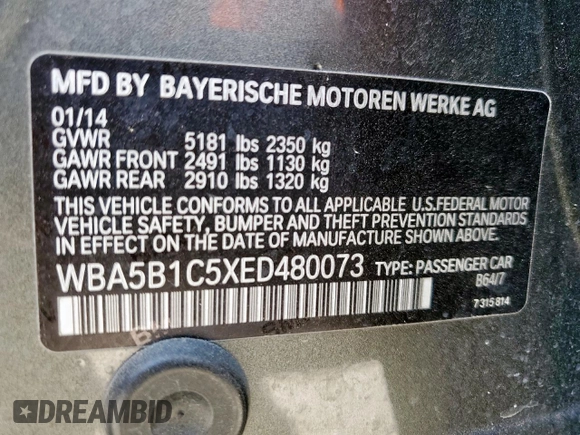 MFD BY BAYERISCHE MOTOREN WERKE AG
01/14
GVWR 5181 lbs 2350 kg
GAWR FRONT 2491 lbs 1130 kg
GAWR REAR 2910 lbs 1320 kg
THIS VEHICLE CONFORMS TO ALL APPLICABLE U.S.FEDERAL MOTOR
VEHICLE SAFETY, BUMPER AND THEFT PREVENTION STANDARDS
IN EFFECT ON THE DATE OF MANUFACTURE SHOWN ABOVE.
WBA5B1C5XED480073 TYPE: PASSENGER CAR
B64/7
7315814
DREAMBID